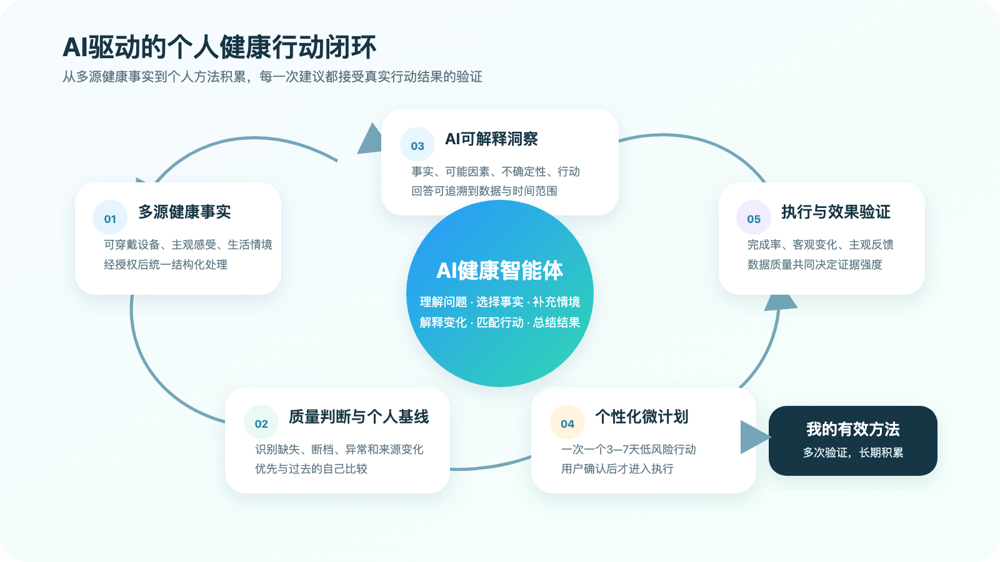 AI驱动的个人健康行动闭环
从多源健康事实到个人方法积累，每一次建议都接受真实行动结果的验证
01
多源健康事实
可穿戴设备、主观感受、生活情境
经授权后统一结构化处理
02
质量判断与个人基线
识别缺失、断档、异常和来源变化
优先与过去的自己比较
03
AI可解释洞察
事实、可能因素、不确定性、行动
回答可追溯到数据与时间范围
AI健康智能体
理解问题 · 选择事实 · 补充情境
解释变化 · 匹配行动 · 总结结果
04
个性化微计划
一次一个3—7天低风险行动
用户确认后才进入执行
05
执行与效果验证
完成率、客观变化、主观反馈
数据质量共同决定证据强度
我的有效方法
多次验证，长期积累